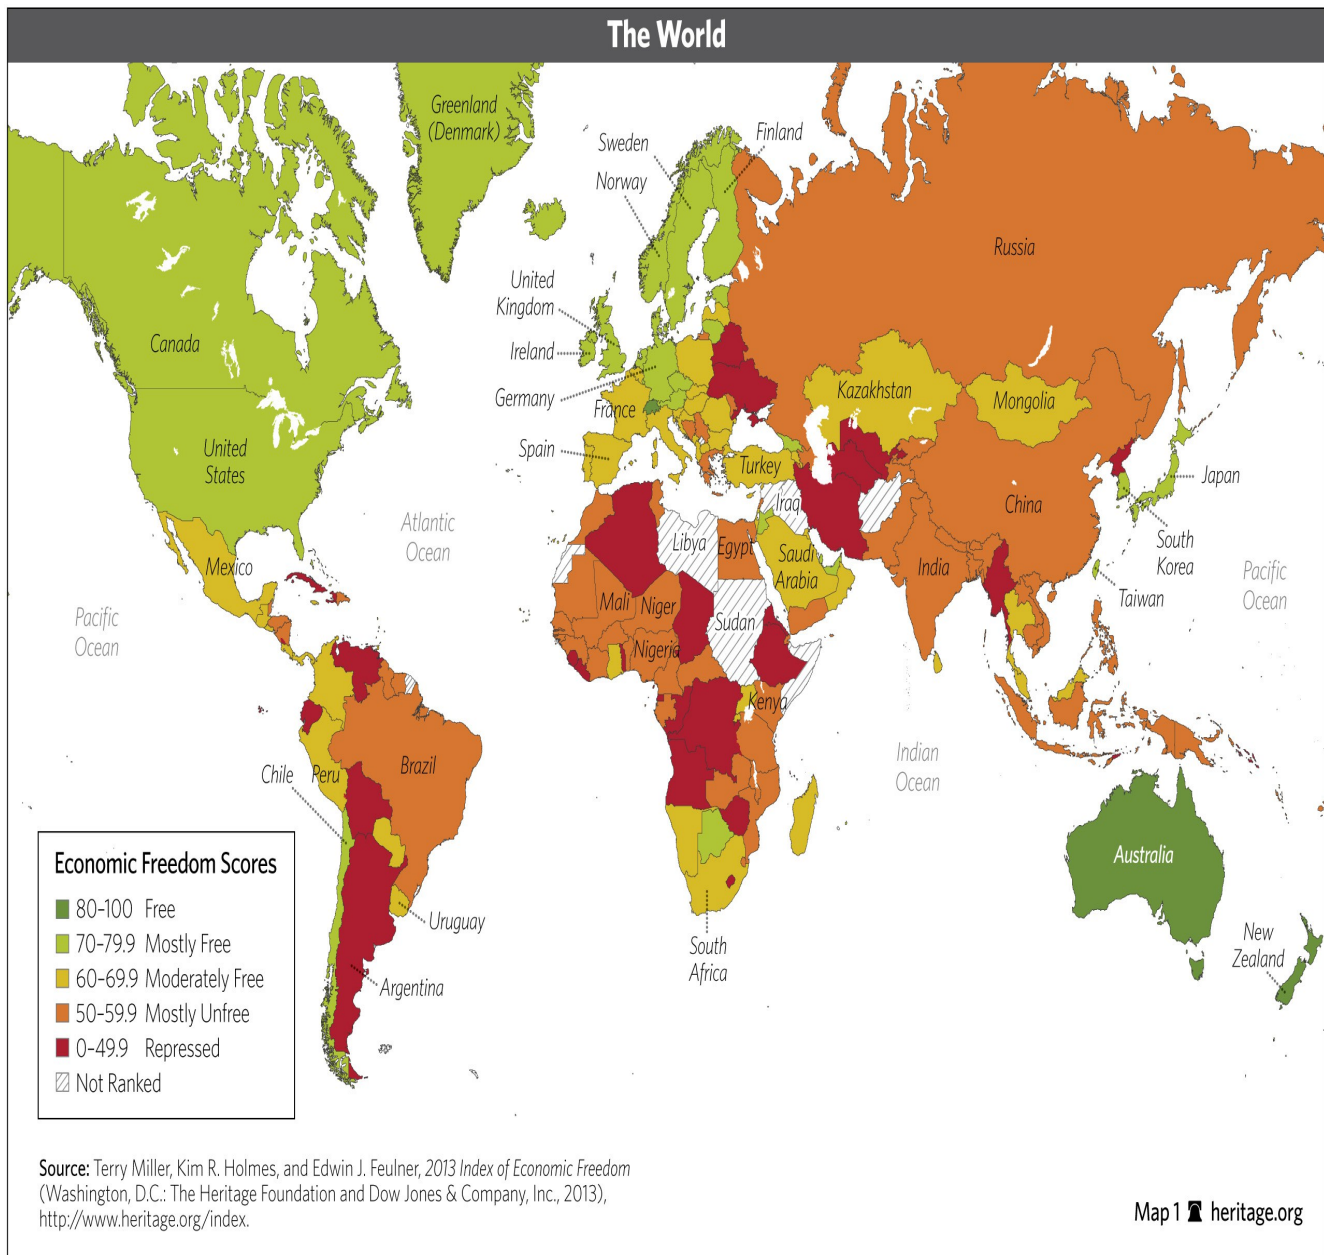 The World
Greenland
(Denmark)
Sweden
Finland
Norway
Russia
United
Kingdom
Canada
Ireland
Germany
France
Kazakhstan
Mongolia
United
States
Spain
Turkey
Japan
Atlantic
Ocean
Iraq
China
Libya
Egypt
Saudi
Arabia
South
Korea
Mexico
India
Pacific
Ocean
Taiwan
Pacific
Ocean
Mali
Niger
Sudan
Nigeria
Kenya
Indian
Ocean
Chile
Peru
Brazil
Australia
Uruguay
New
Zealand
South
Africa
Argentina
Economic Freedom Scores
80–100 Free
70–79.9 Mostly Free
60–69.9 Moderately Free
50–59.9 Mostly Unfree
0–49.9 Repressed
Not Ranked
Source: Terry Miller, Kim R. Holmes, and Edwin J. Feulner, 2013 Index of Economic Freedom
(Washington, D.C.: The Heritage Foundation and Dow Jones & Company, Inc., 2013),
http://www.heritage.org/index.
Map 1 heritage.org